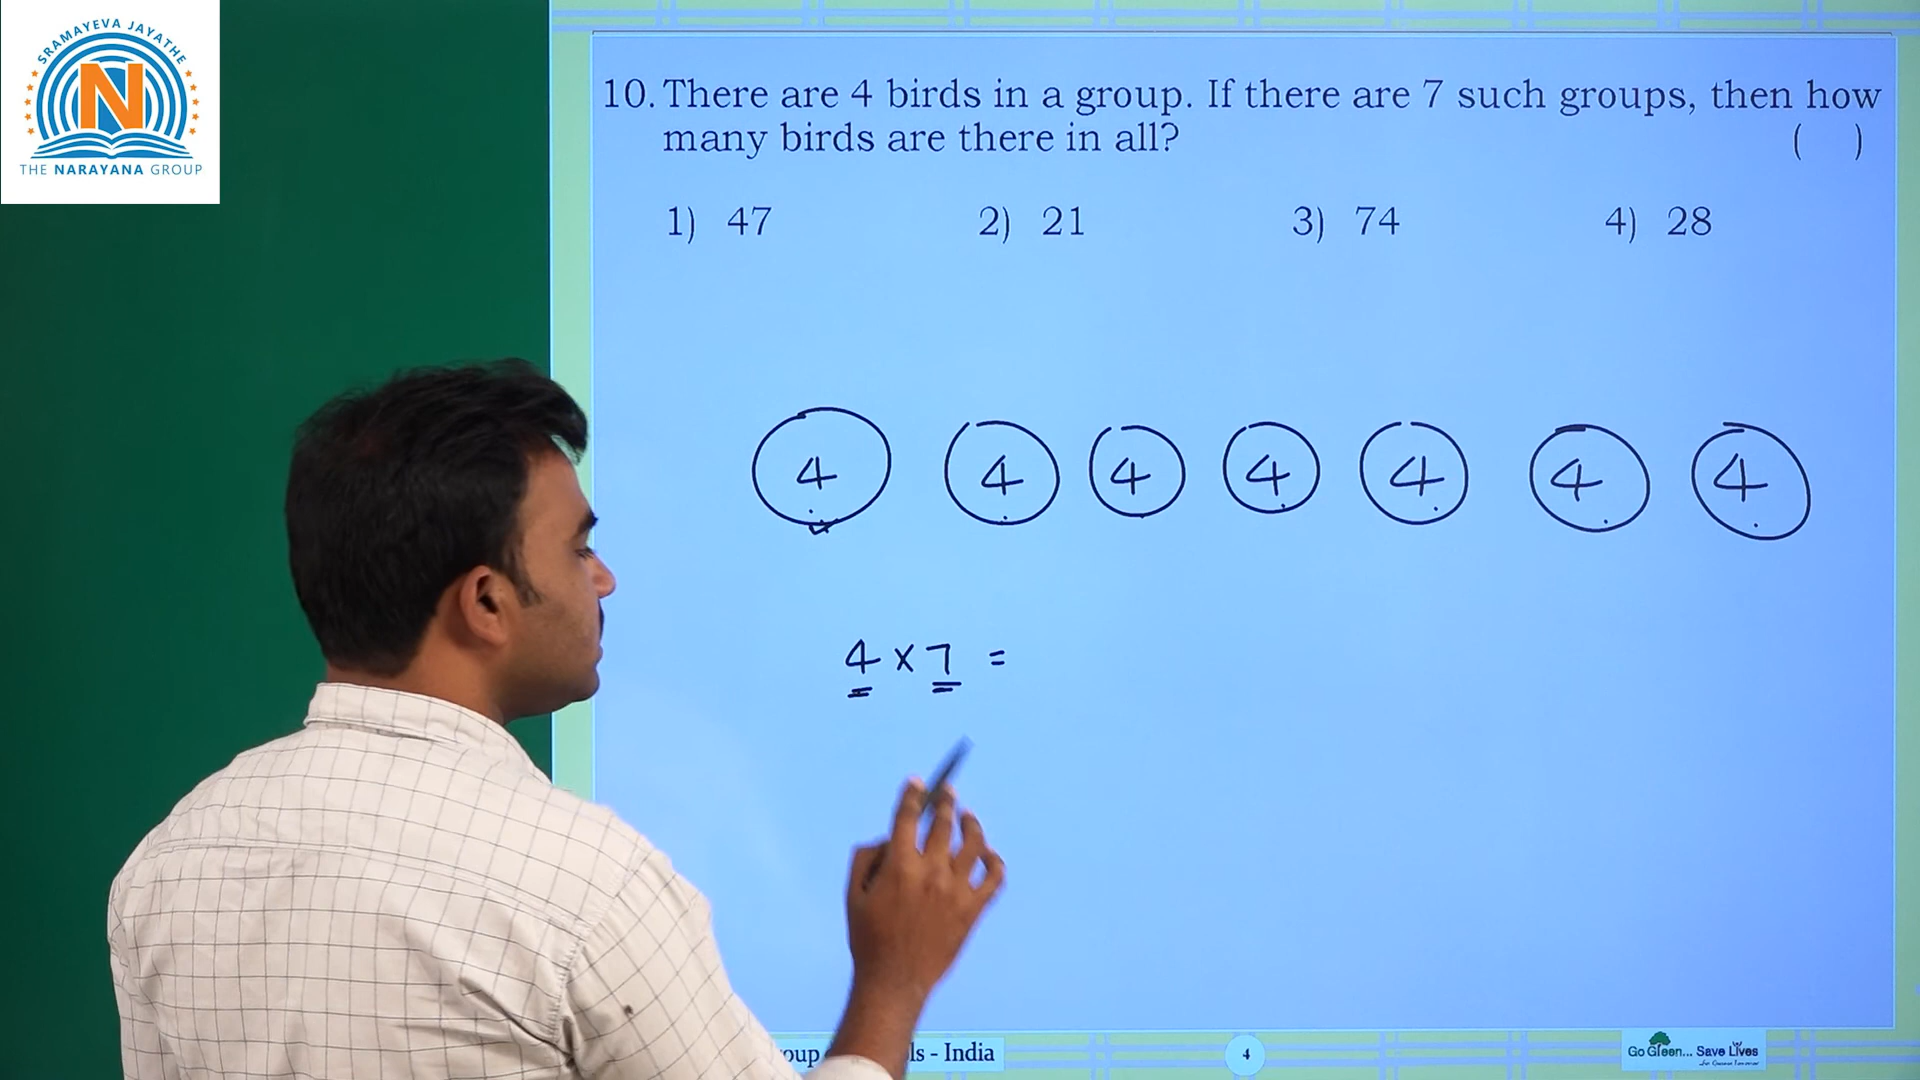 SRAMAYEVA JAYATHE
N
THE NARAYANA GROUP
10. There are 4 birds in a group. If there are 7 such groups, then how
many birds are there in all? ( )
1) 47 2) 21 3) 74 4) 28
4 4 4 4 4 4 4
4 × 7 =
- India
4
Go Green... Save Lives